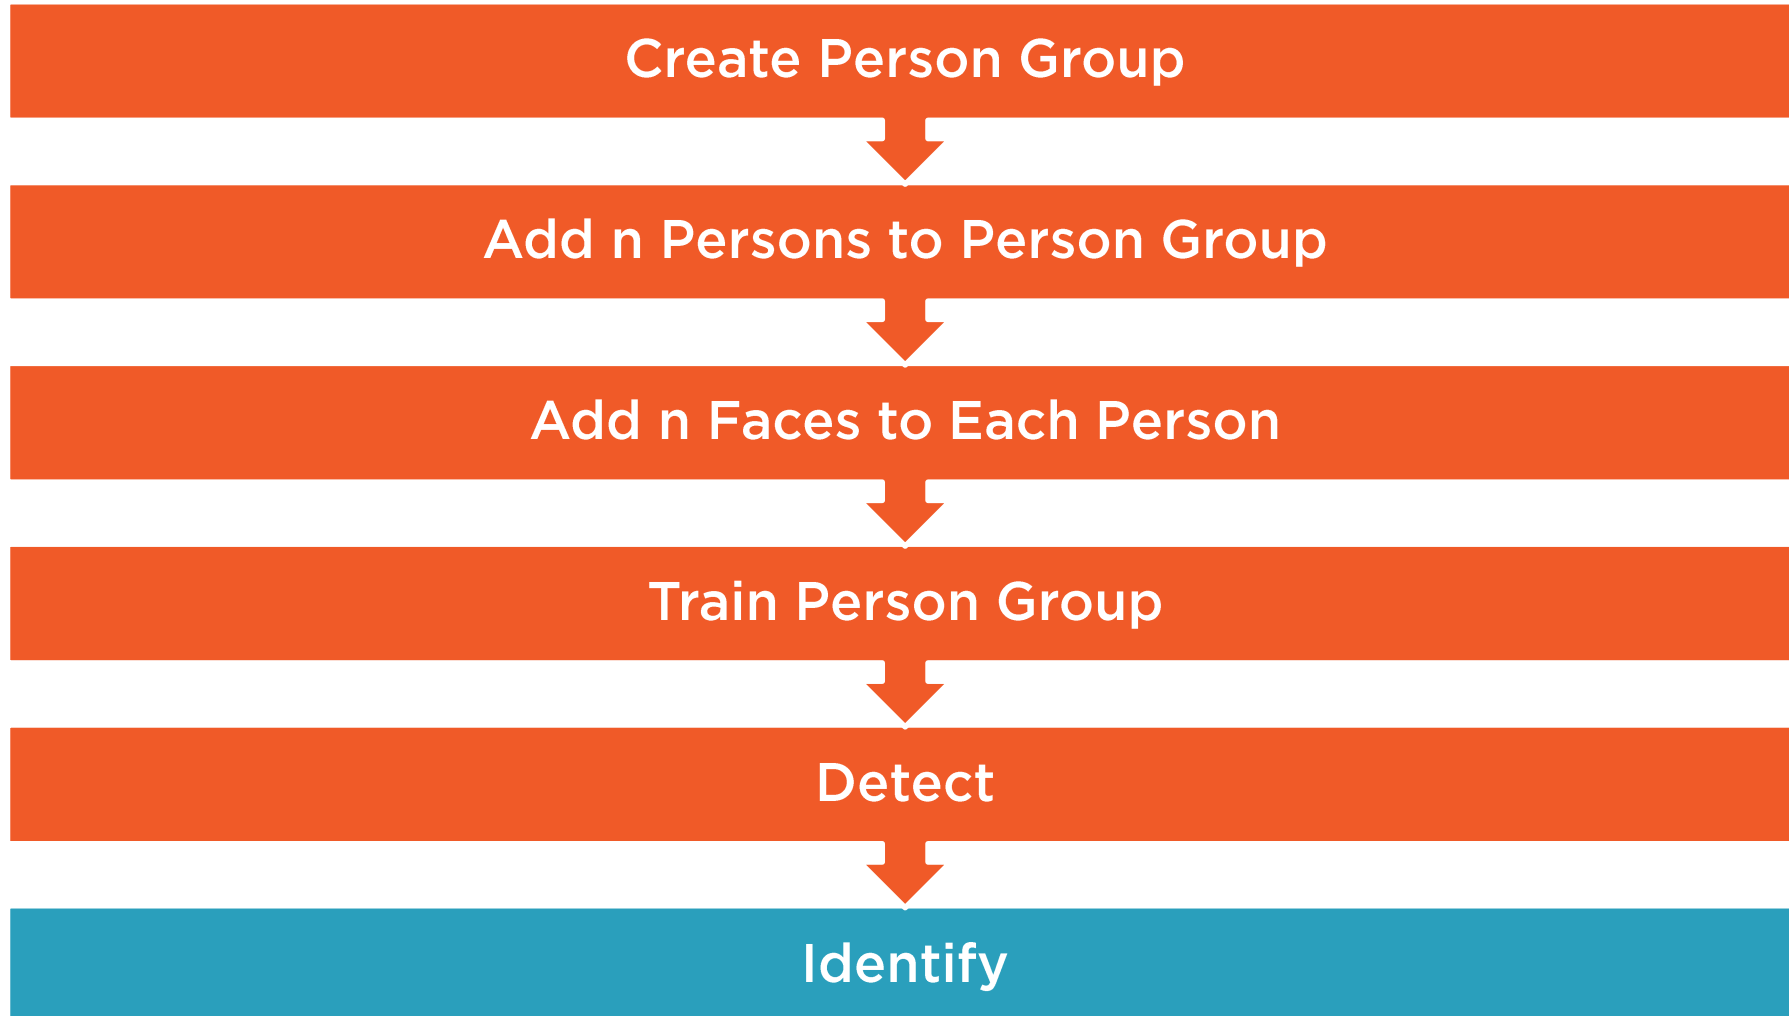 Create Person Group
Add n Persons to Person Group
Add n Faces to Each Person
Train Person Group
Detect
Identify